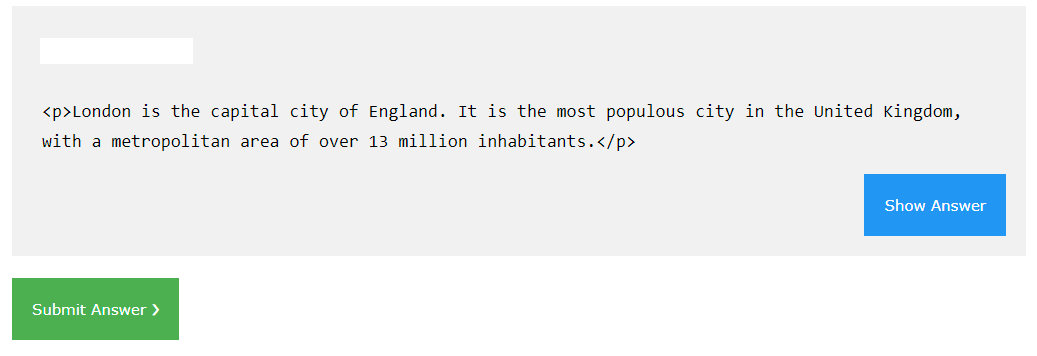 <p>London is the capital city of England. It is the most populous city in the United Kingdom,
with a metropolitan area of over 13 million inhabitants.</p>
Show Answer
Submit Answer ❯